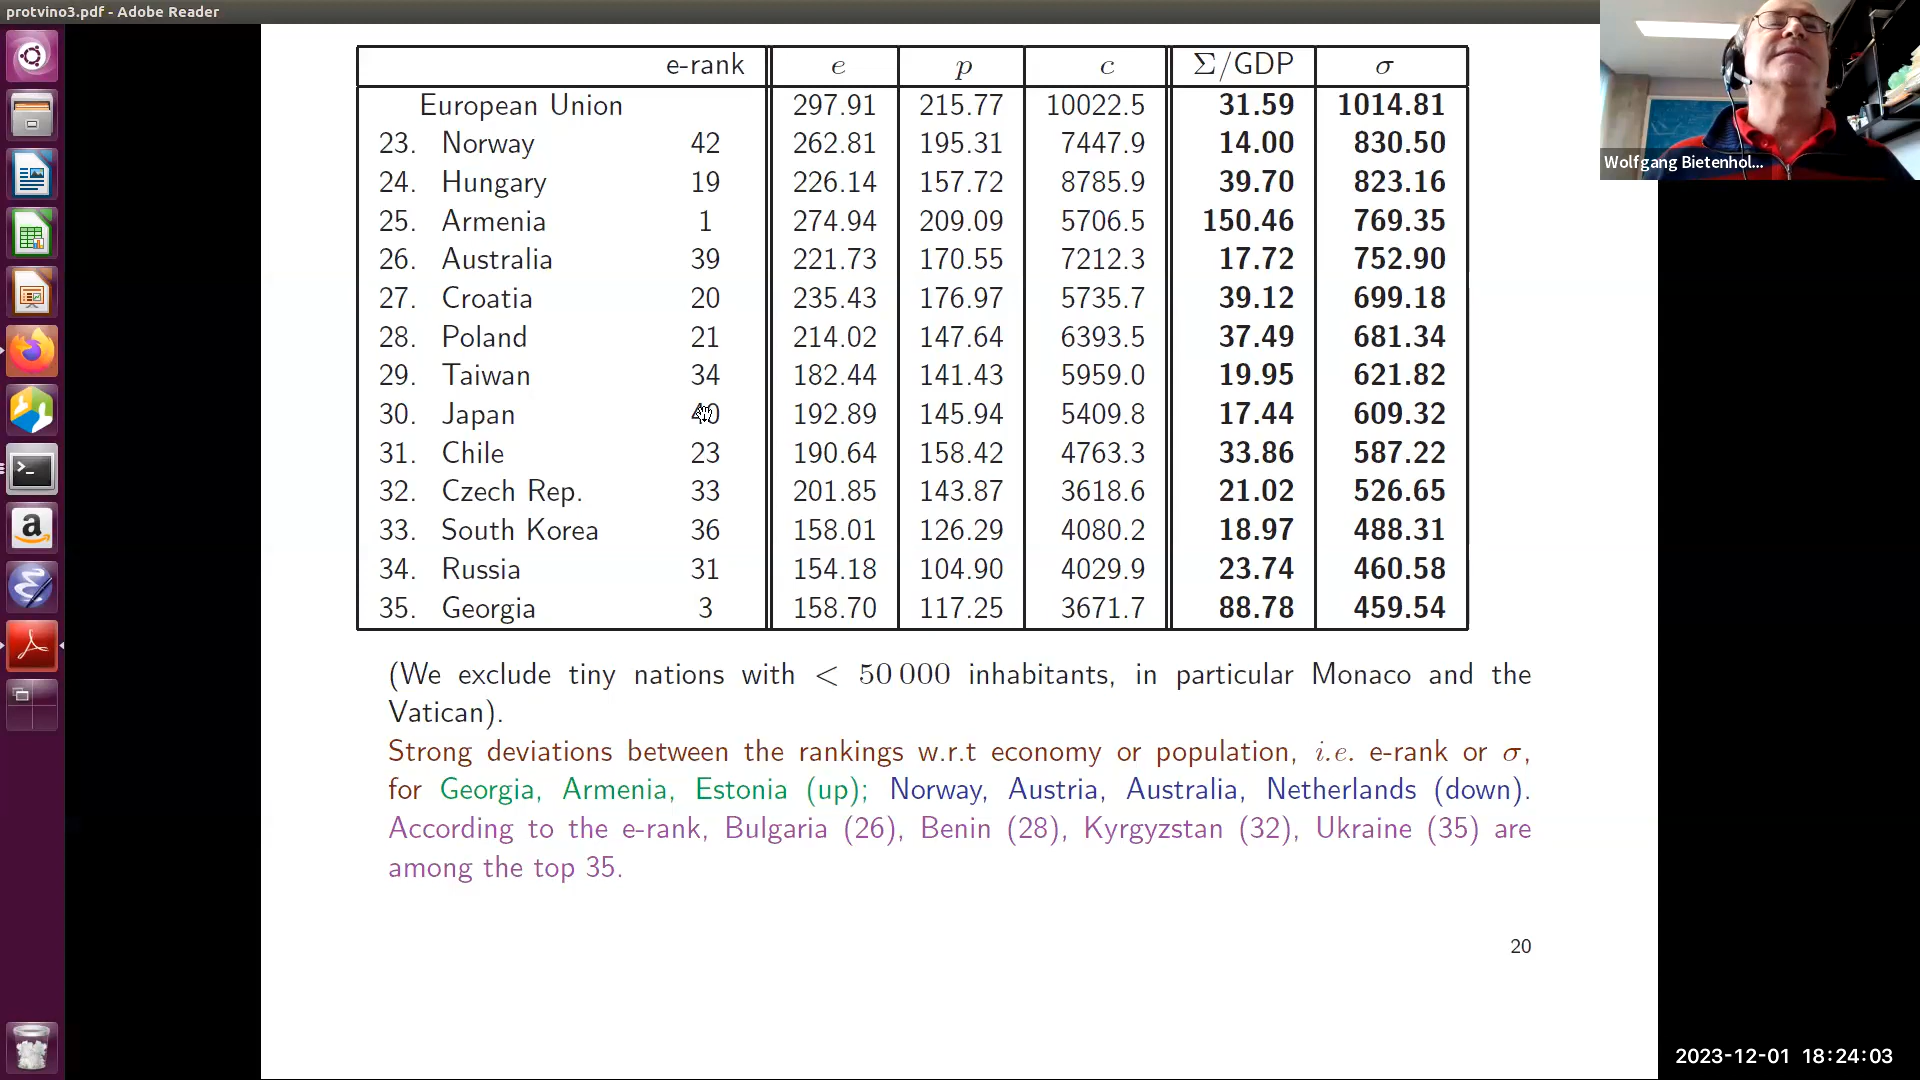 protvino3.pdf - Adobe Reader
e-rank e p c Σ/GDP σ
European Union 297.91 215.77 10022.5 31.59 1014.81
23. Norway 42 262.81 195.31 7447.9 14.00 830.50
24. Hungary 19 226.14 157.72 8785.9 39.70 823.16
25. Armenia 1 274.94 209.09 5706.5 150.46 769.35
26. Australia 39 221.73 170.55 7212.3 17.72 752.90
27. Croatia 20 235.43 176.97 5735.7 39.12 699.18
28. Poland 21 214.02 147.64 6393.5 37.49 681.34
29. Taiwan 34 182.44 141.43 5959.0 19.95 621.82
30. Japan 40 192.89 145.94 5409.8 17.44 609.32
31. Chile 23 190.64 158.42 4763.3 33.86 587.22
32. Czech Rep. 33 201.85 143.87 3618.6 21.02 526.65
33. South Korea 36 158.01 126.29 4080.2 18.97 488.31
34. Russia 31 154.18 104.90 4029.9 23.74 460.58
35. Georgia 3 158.70 117.25 3671.7 88.78 459.54
(We exclude tiny nations with < 50 000 inhabitants, in particular Monaco and the
Vatican).
Strong deviations between the rankings w.r.t economy or population, i.e. e-rank or σ,
for Georgia, Armenia, Estonia (up); Norway, Austria, Australia, Netherlands (down).
According to the e-rank, Bulgaria (26), Benin (28), Kyrgyzstan (32), Ukraine (35) are
among the top 35.
20
Wolfgang Bietenhol...
2023-12-01 18:24:03